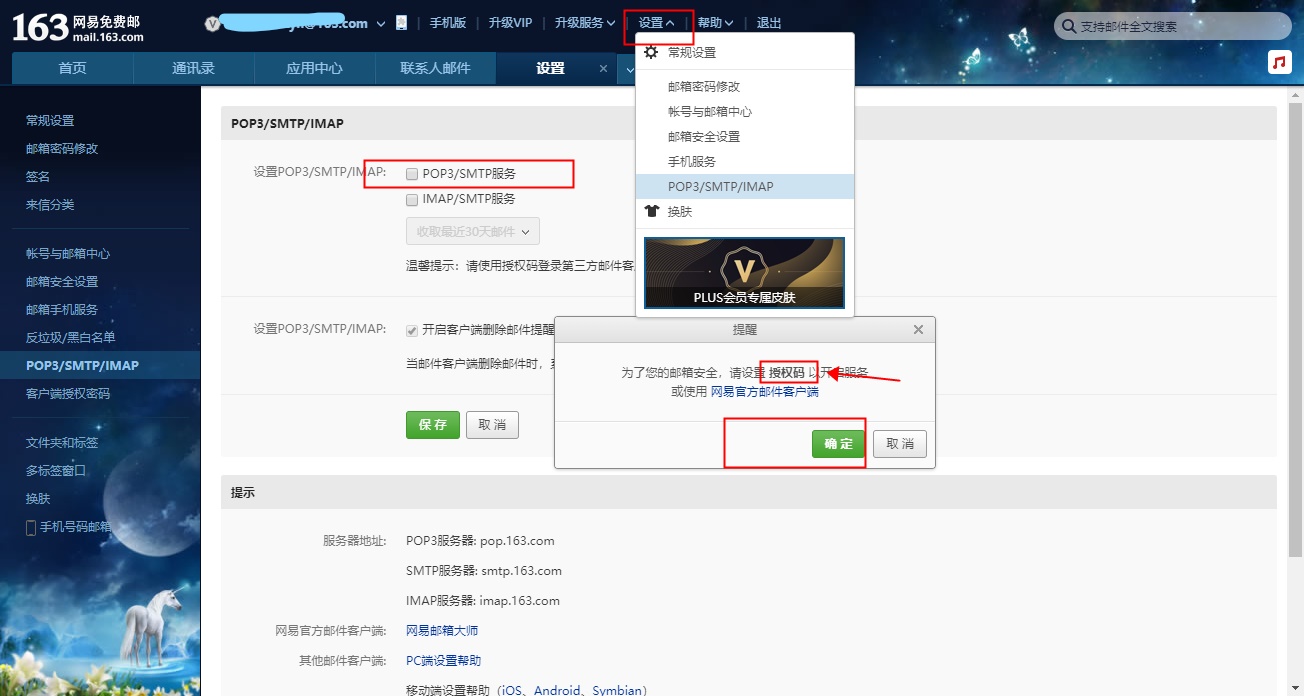 163 网易免费邮
mail.163.com
@163.com
手机版 | 升级VIP | 升级服务 | 设置 | 帮助 | 退出
支持邮件全文搜索
首页 通讯录 应用中心 联系人邮件 设置 ×
常规设置
邮箱密码修改
帐号与邮箱中心
邮箱安全设置
手机服务
POP3/SMTP/IMAP
换肤
V
PLUS会员专属皮肤
常规设置
邮箱密码修改
签名
来信分类
帐号与邮箱中心
邮箱安全设置
邮箱手机服务
反垃圾/黑白名单
POP3/SMTP/IMAP
客户端授权密码
文件夹和标签
多标签窗口
换肤
手机号码邮箱
POP3/SMTP/IMAP
设置POP3/SMTP/IMAP: POP3/SMTP服务
IMAP/SMTP服务
收取最近30天邮件
温馨提示：请使用授权码登录第三方邮件客
设置POP3/SMTP/IMAP: 开启客户端删除邮件提醒
当邮件客户端删除邮件时，
保 存 取 消
提醒
为了您的邮箱安全，请设置 授权码 以开启服务
或使用 网易官方邮件客户端
确 定 取 消
提示
服务器地址: POP3服务器: pop.163.com
SMTP服务器: smtp.163.com
IMAP服务器: imap.163.com
网易官方邮件客户端: 网易邮箱大师
其他邮件客户端: PC端设置帮助
移动端设置帮助（iOS、Android、Symbian）